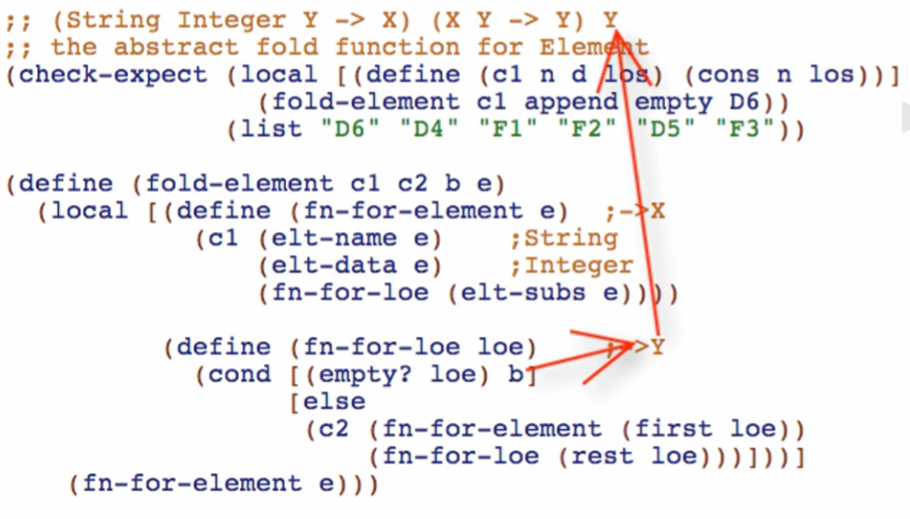 ;; (String Integer Y -> X) (X Y -> Y) Y
;; the abstract fold function for Element
(check-expect (local [(define (c1 n d los) (cons n los))]
                (fold-element c1 append empty D6))
              (list "D6" "D4" "F1" "F2" "D5" "F3"))
(define (fold-element c1 c2 b e)
  (local [(define (fn-for-element e)  ;->X
            (c1 (elt-name e)    ;String
                (elt-data e)    ;Integer
                (fn-for-loe (elt-subs e))))
          (define (fn-for-loe loe)    ;->Y
            (cond [(empty? loe) b]
                  [else
                   (c2 (fn-for-element (first loe))
                       (fn-for-loe (rest loe)))]))]
    (fn-for-element e)))